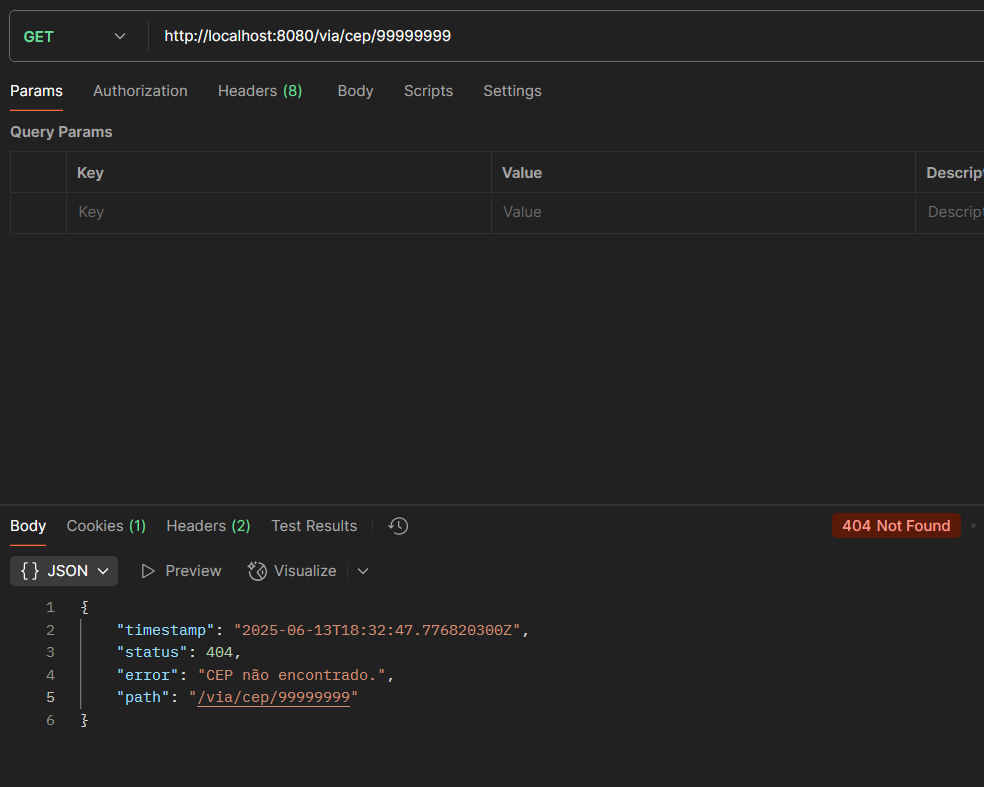 GET http://localhost:8080/via/cep/99999999
Params Authorization Headers (8) Body Scripts Settings
Query Params
Key Value Descript
Key Value Descript
Body Cookies (1) Headers (2) Test Results 404 Not Found
{} JSON Preview Visualize
1 {
2 "timestamp": "2025-06-13T18:32:47.776820300Z",
3 "status": 404,
4 "error": "CEP não encontrado.",
5 "path": "/via/cep/99999999"
6 }